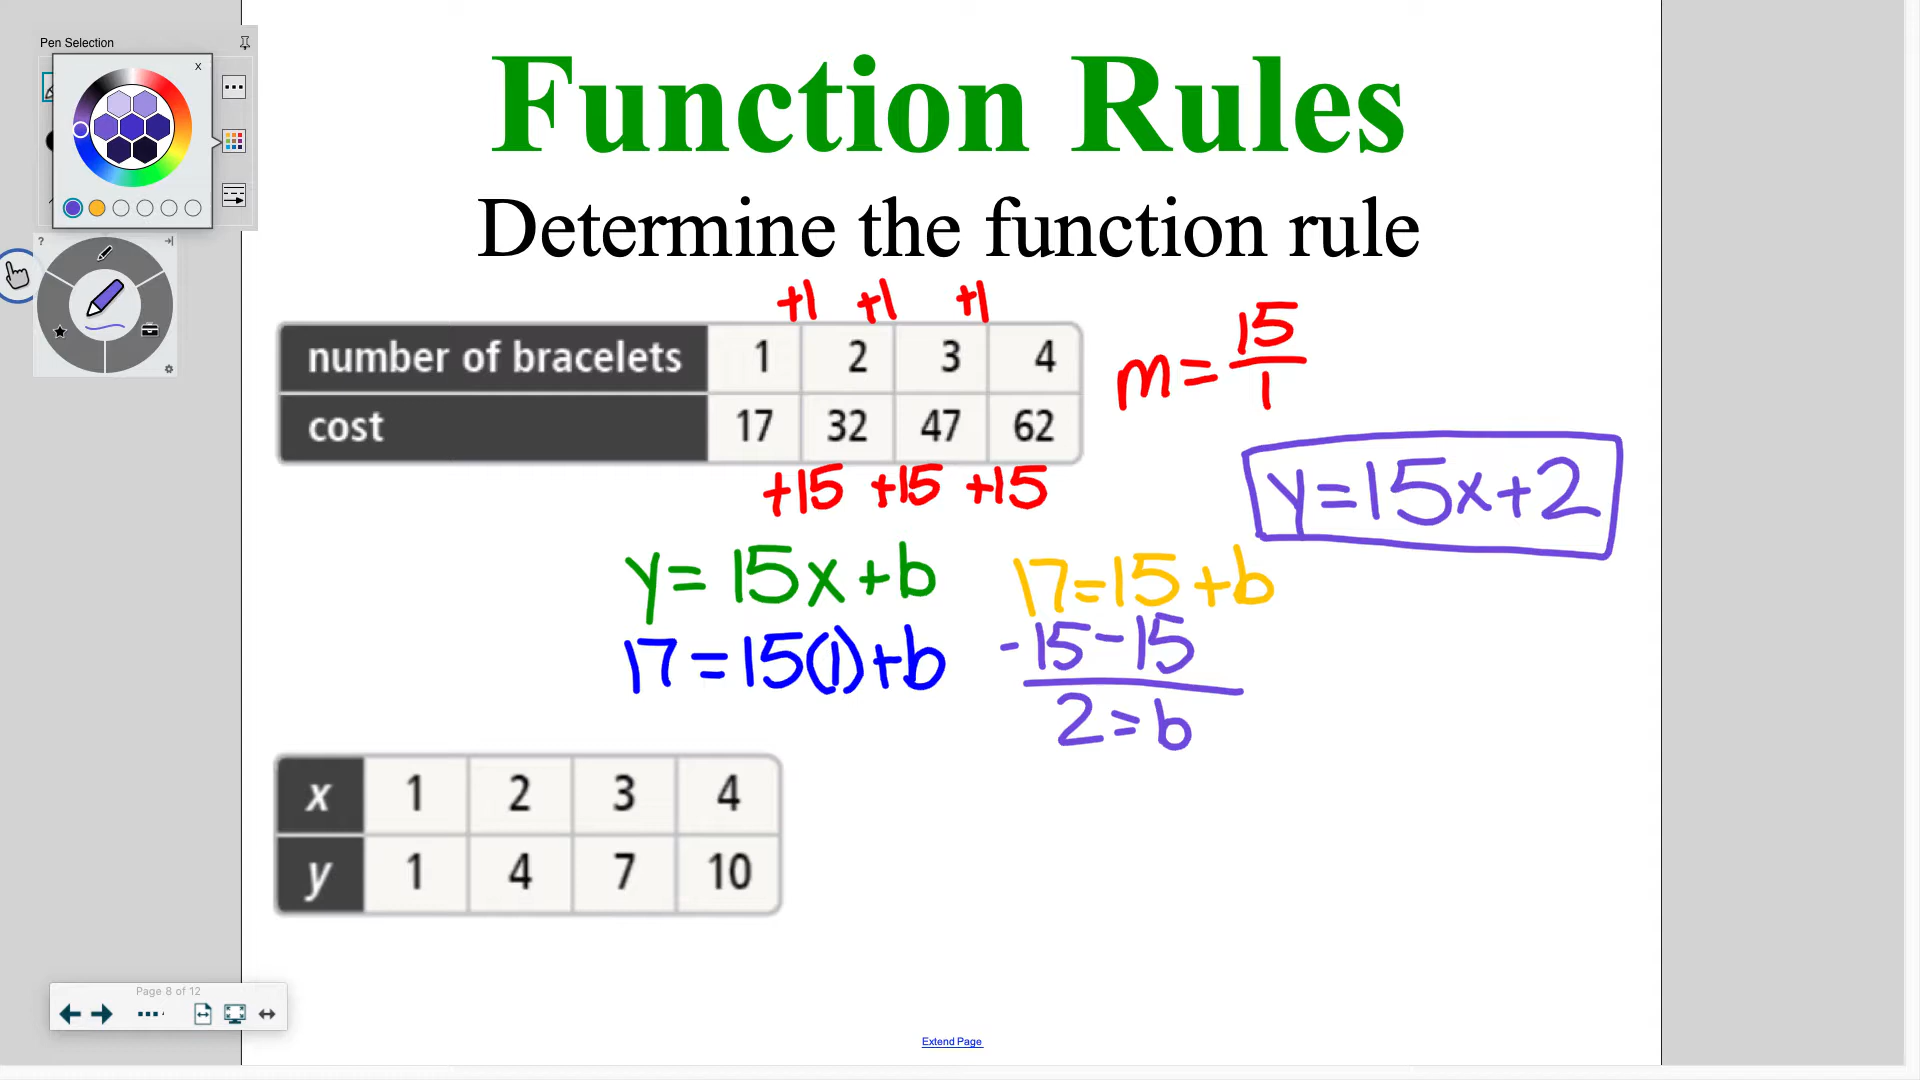 Pen Selection
x
?
Function Rules
Determine the function rule
+1 +1 +1
number of bracelets 1 2 3 4
cost 17 32 47 62
+15 +15 +15
m = 15/1
y=15x+2
y = 15x + b
17 = 15(1) + b
17 = 15 + b
-15 -15
2 = b
x 1 2 3 4
y 1 4 7 10
Page 8 of 12
Extend Page